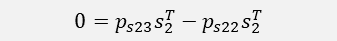 0 = p_{s23}s_2^T − p_{s22}s_2^T